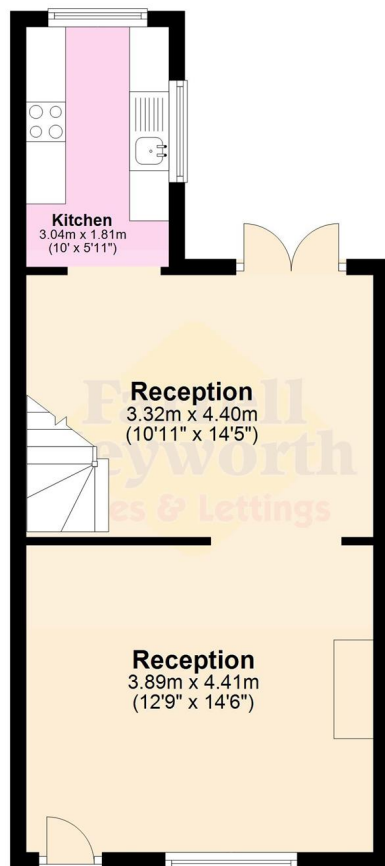 Kitchen
3.04m x 1.81m
(10' x 5'11")
Reception
3.32m x 4.40m
(10'11" x 14'5")
& Lettings
Reception
3.89m x 4.41m
(12'9" x 14'6")